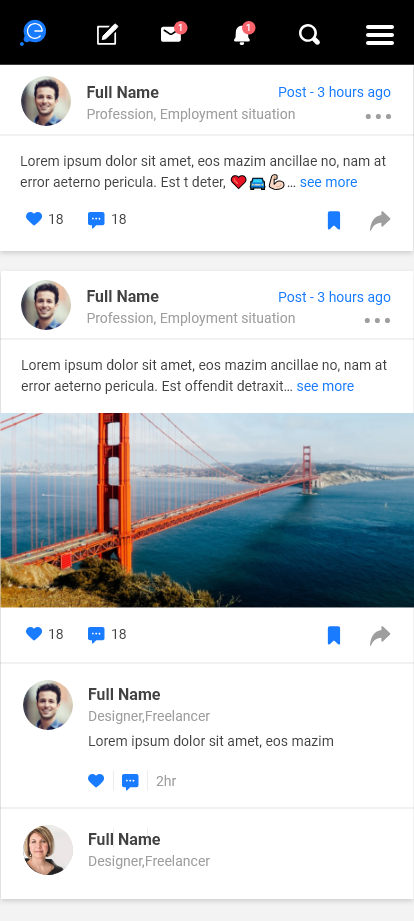 1
1
Full Name
Post - 3 hours ago
Profession, Employment situation
Lorem ipsum dolor sit amet, eos mazim ancillae no, nam at
error aeterno pericula. Est t deter, ❤️🚘💪🏼... see more
18
18
Full Name
Post - 3 hours ago
Profession, Employment situation
Lorem ipsum dolor sit amet, eos mazim ancillae no, nam at
error aeterno pericula. Est offendit detraxit... see more
18
18
Full Name
Designer,Freelancer
Lorem ipsum dolor sit amet, eos mazim
2hr
Full Name
Designer,Freelancer